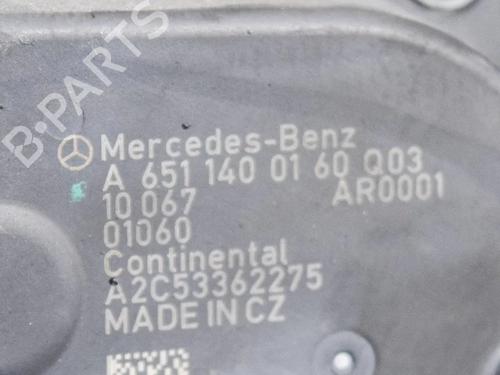 B-PARTS
Mercedes-Benz
A 651 140 01 60 Q03
10 067 AR0001
01060
Continental
A2C53362275
MADE IN CZ